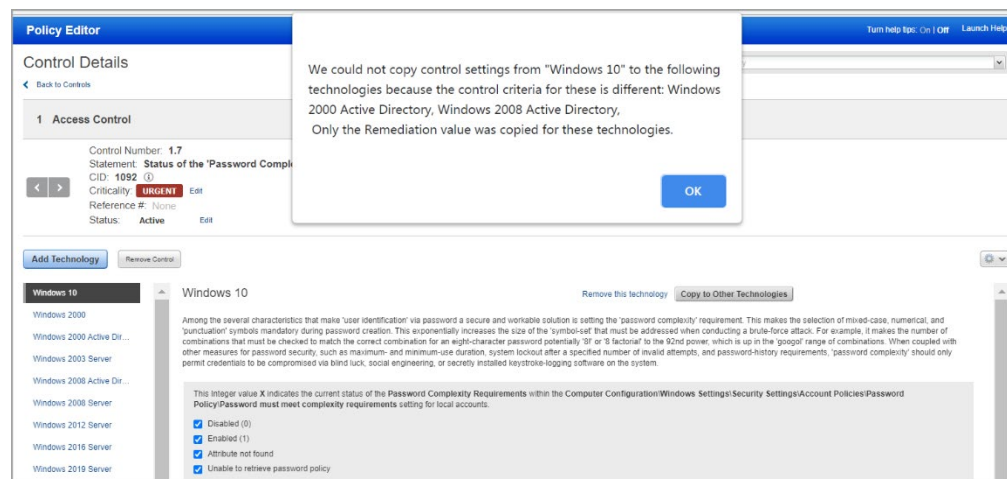 Policy Editor
Turn help tips: On | Off Launch Help
Control Details
Back to Controls
We could not copy control settings from "Windows 10" to the following
technologies because the control criteria for these is different: Windows
2000 Active Directory, Windows 2008 Active Directory,
Only the Remediation value was copied for these technologies.
OK
1 Access Control
Control Number: 1.7
Statement: Status of the 'Password Comple
CID: 1092
Criticality: URGENT Edit
Reference #: None
Status: Active Edit
Add Technology Remove Control
Windows 10
Windows 2000
Windows 2000 Active Dir...
Windows 2003 Server
Windows 2008 Active Dir...
Windows 2008 Server
Windows 2012 Server
Windows 2016 Server
Windows 2019 Server
Windows 10
Remove this technology Copy to Other Technologies
Among the several characteristics that make 'user identification' via password a secure and workable solution is setting the 'password complexity' requirement. This makes the selection of mixed-case, numerical, and
'punctuation' symbols mandatory during password creation. This exponentially increases the size of the 'symbol-set' that must be addressed when conducting a brute-force attack. For example, it makes the number of
combinations that must be checked to match the correct combination for an eight-character password potentially '8!' or '8 factorial' to the 92nd power, which is up in the 'googol' range of combinations. When coupled with
other measures for password security, such as maximum- and minimum-use duration, system lockout after a specified number of invalid attempts, and password-history requirements, 'password complexity' should only
permit credentials to be compromised via blind luck, social engineering, or secretly installed keystroke-logging software on the system.
This Integer value X indicates the current status of the Password Complexity Requirements within the Computer Configuration\Windows Settings\Security Settings\Account Policies\Password
Policy\Password must meet complexity requirements setting for local accounts.
Disabled (0)
Enabled (1)
Attribute not found
Unable to retrieve password policy